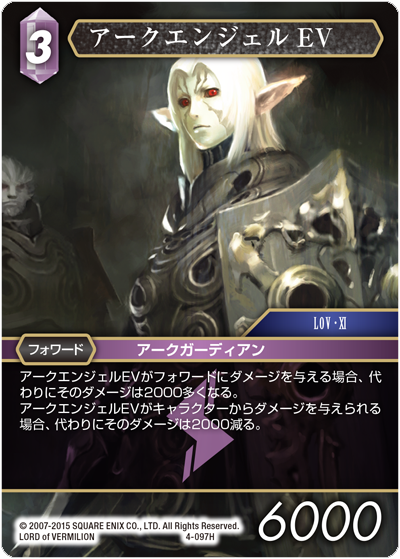 3
アークエンジェル EV
LOV・XI
フォワード
アークガーディアン
アークエンジェルEVがフォワードにダメージを与える場合、代
わりにそのダメージは2000多くなる。
アークエンジェルEVがキャラクターからダメージを与えられる
場合、代わりにそのダメージは2000減る。
© 2007-2015 SQUARE ENIX CO., LTD. All Rights Reserved.
LORD of VERMILION
4-097H
6000